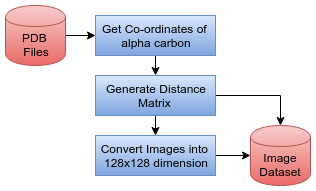 PDB
Files
Get Co-ordinates of
alpha carbon
Generate Distance
Matrix
Convert Images into
128x128 dimension
Image
Dataset